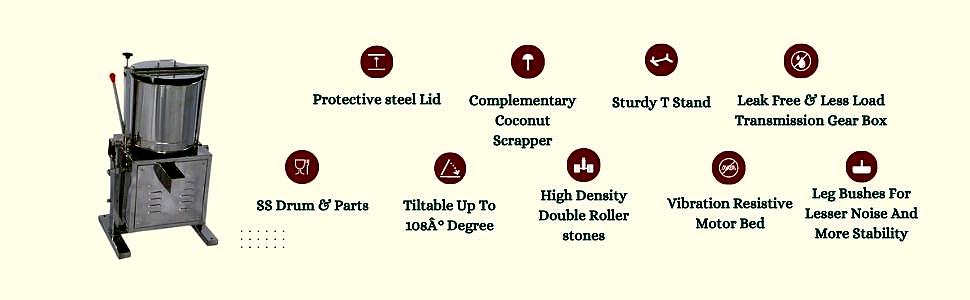 Protective steel Lid
Complementary
Coconut
Scrapper
Sturdy T Stand
Leak Free & Less Load
Transmission Gear Box
SS Drum & Parts
Tiltable Up To
108Âº Degree
High Density
Double Roller
stones
Vibration Resistive
Motor Bed
Leg Bushes For
Lesser Noise And
More Stability